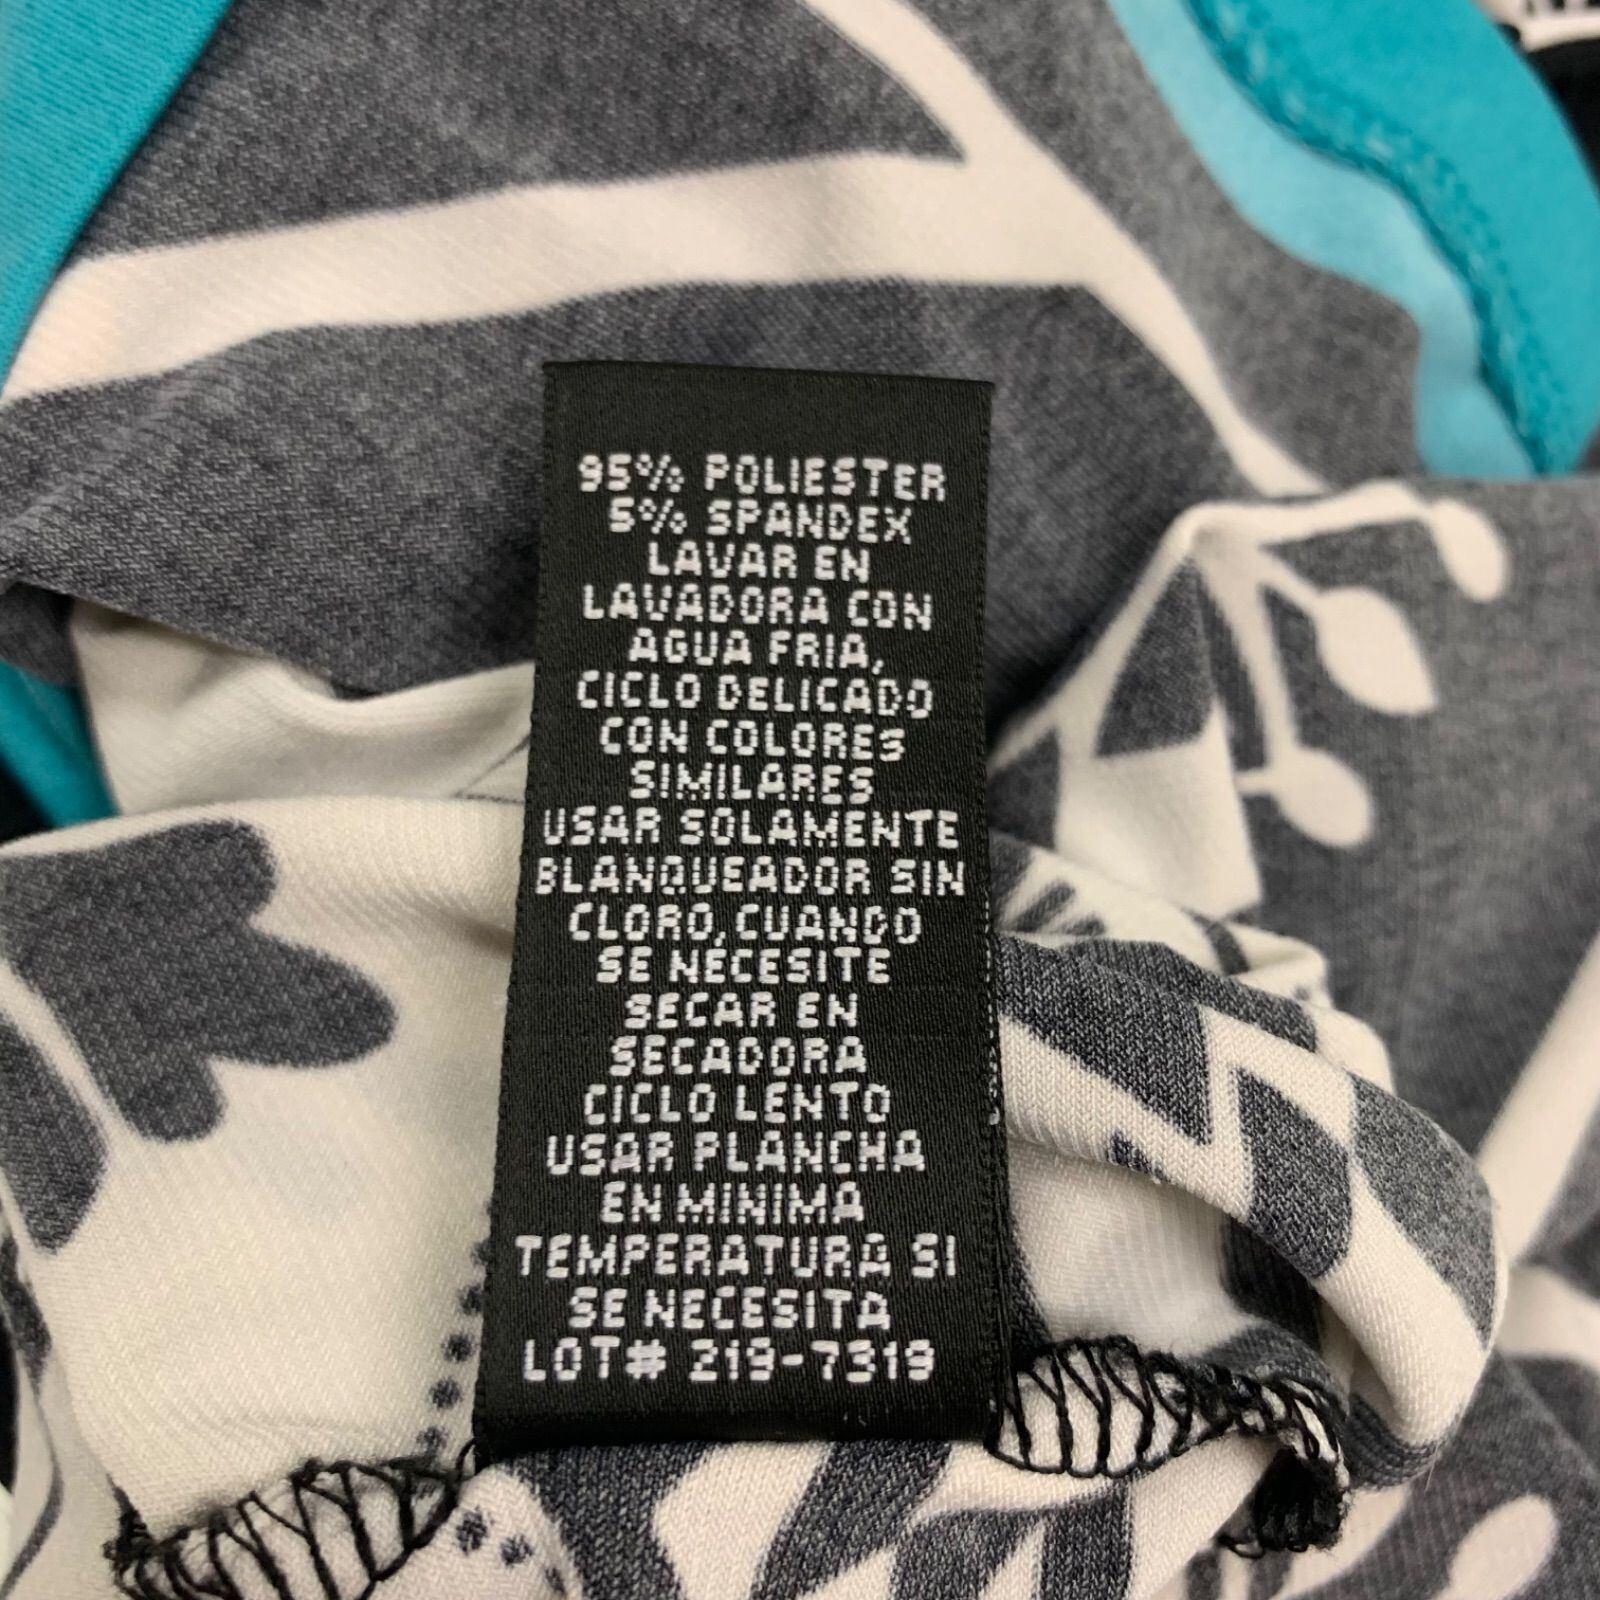 95% POLIESTER
5% SPANDEX
LAVAR EN
LAVADORA CON
AGUA FRIA,
CICLO DELICADO
CON COLORES
SIMILARES
USAR SOLAMENTE
BLANQUEADOR SIN
CLORO, CUANDO
SE NECESITE
SECAR EN
SECADORA
CICLO LENTO
USAR PLANCHA
EN MINIMA
TEMPERATURA SI
SE NECESITA
LOT# 219-7319